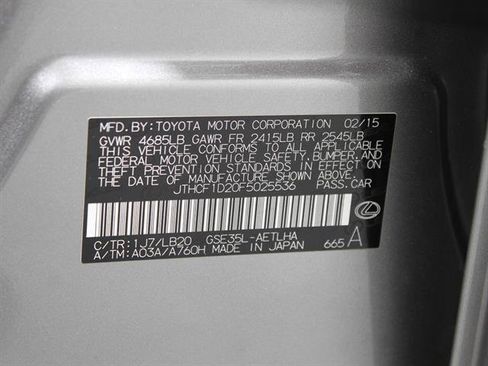 MFD.BY:TOYOTA MOTOR CORPORATION 02/15
GVWR 4685LB GAWR FR 2415LB RR 2545LB
THIS VEHICLE CONFORMS TO ALL APPLICABLE
FEDERAL MOTOR VEHICLE SAFETY, BUMPER, AND
THEFT PREVENTION STANDARDS IN EFFECT ON
THE DATE OF MANUFACTURE SHOWN ABOVE.
JTHCF1D20F5025536 PASS.CAR
C/TR:1J7/LB20 GSE35L-AETLHA
A/TM:A03A/A760H MADE IN JAPAN 665 A